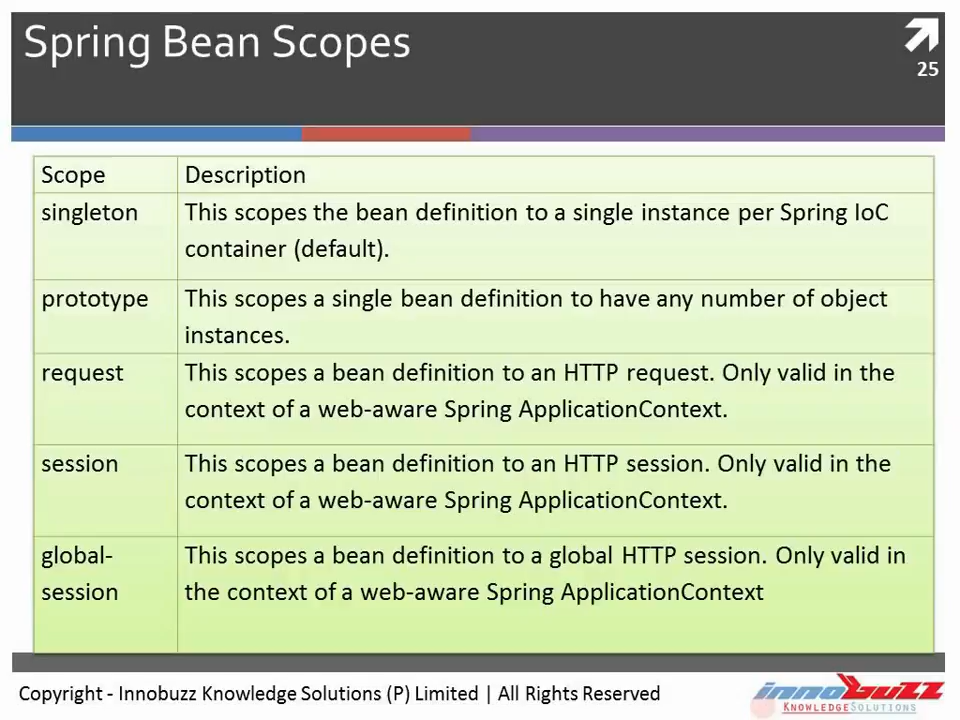 Spring Bean Scopes
25
Scope Description
singleton This scopes the bean definition to a single instance per Spring IoC
container (default).
prototype This scopes a single bean definition to have any number of object
instances.
request This scopes a bean definition to an HTTP request. Only valid in the
context of a web-aware Spring ApplicationContext.
session This scopes a bean definition to an HTTP session. Only valid in the
context of a web-aware Spring ApplicationContext.
global- This scopes a bean definition to a global HTTP session. Only valid in
session the context of a web-aware Spring ApplicationContext
Copyright - Innobuzz Knowledge Solutions (P) Limited | All Rights Reserved
innobuzz
KNOWLEDGESOLUTIONS